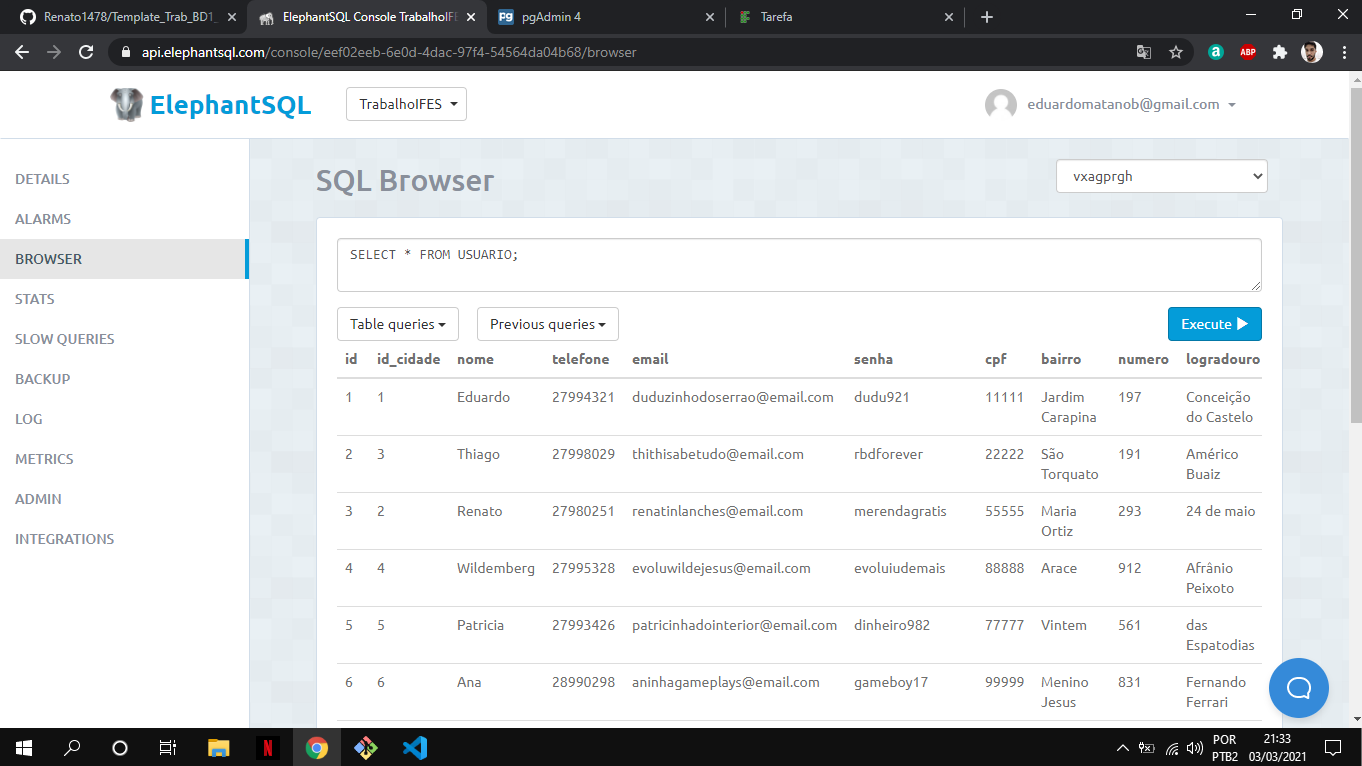 Renato1478/Template_Trab_BD1_
ElephantSQL Console TrabalhoIFE
pgAdmin 4
Tarefa
api.elephantsql.com/console/eef02eeb-6e0d-4dac-97f4-54564da04b68/browser
ElephantSQL
TrabalhoIFES
eduardomatanob@gmail.com
DETAILS
ALARMS
BROWSER
STATS
SLOW QUERIES
BACKUP
LOG
METRICS
ADMIN
INTEGRATIONS
SQL Browser
vxagprgh
SELECT * FROM USUARIO;
Table queries
Previous queries
Execute
id id_cidade nome telefone email senha cpf bairro numero logradouro
1 1 Eduardo 27994321 duduzinhodoserrao@email.com dudu921 11111 Jardim 197 Conceição
Carapina do Castelo
2 3 Thiago 27998029 thithisabetudo@email.com rbdforever 22222 São 191 Américo
Torquato Buaiz
3 2 Renato 27980251 renatinlanches@email.com merendagratis 55555 Maria 293 24 de maio
Ortiz
4 4 Wildemberg 27995328 evoluwildejesus@email.com evoluiudemais 88888 Arace 912 Afrânio
Peixoto
5 5 Patricia 27993426 patricinhadointerior@email.com dinheiro982 77777 Vintem 561 das
Espatodias
6 6 Ana 28990298 aninhagameplays@email.com gameboy17 99999 Menino 831 Fernando
Jesus Ferrari
ABP
a
Pg
N
POR
PTB2
21:33
03/03/2021